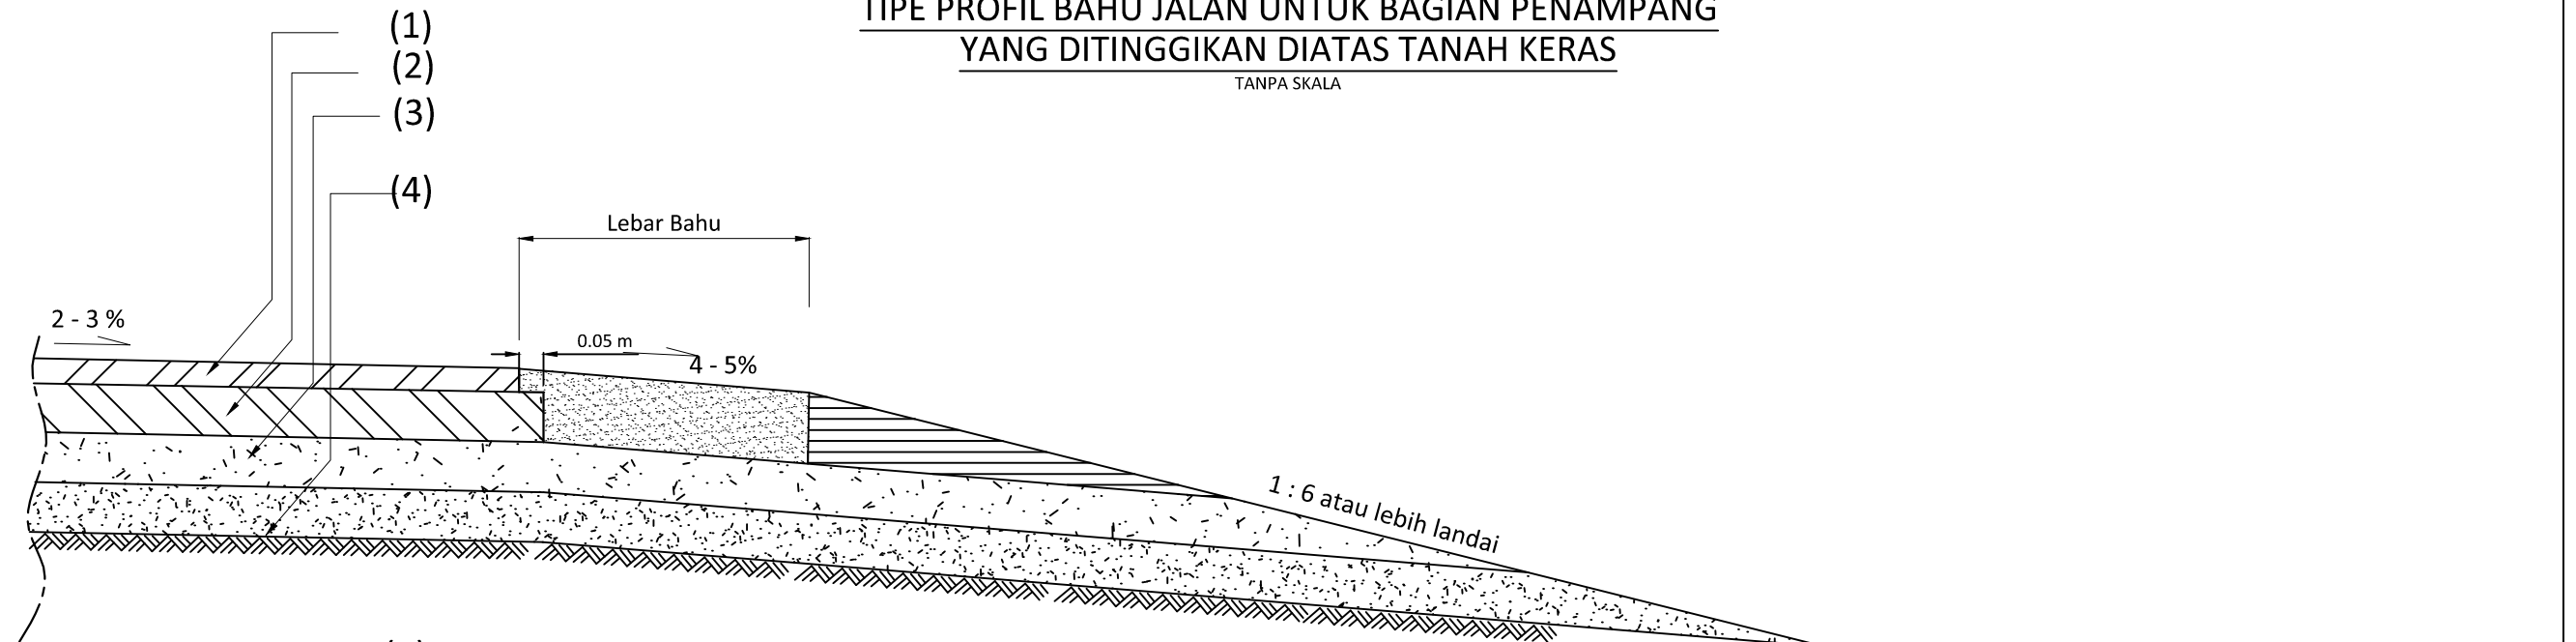 TIPE PROFIL BAHU JALAN UNTUK BAGIAN PENAMPANG
YANG DITINGGIKAN DIATAS TANAH KERAS
TANPA SKALA
(1)
(2)
(3)
(4)
Lebar Bahu
2 - 3 %
0.05 m
4 - 5%
1 : 6 atau lebih landai